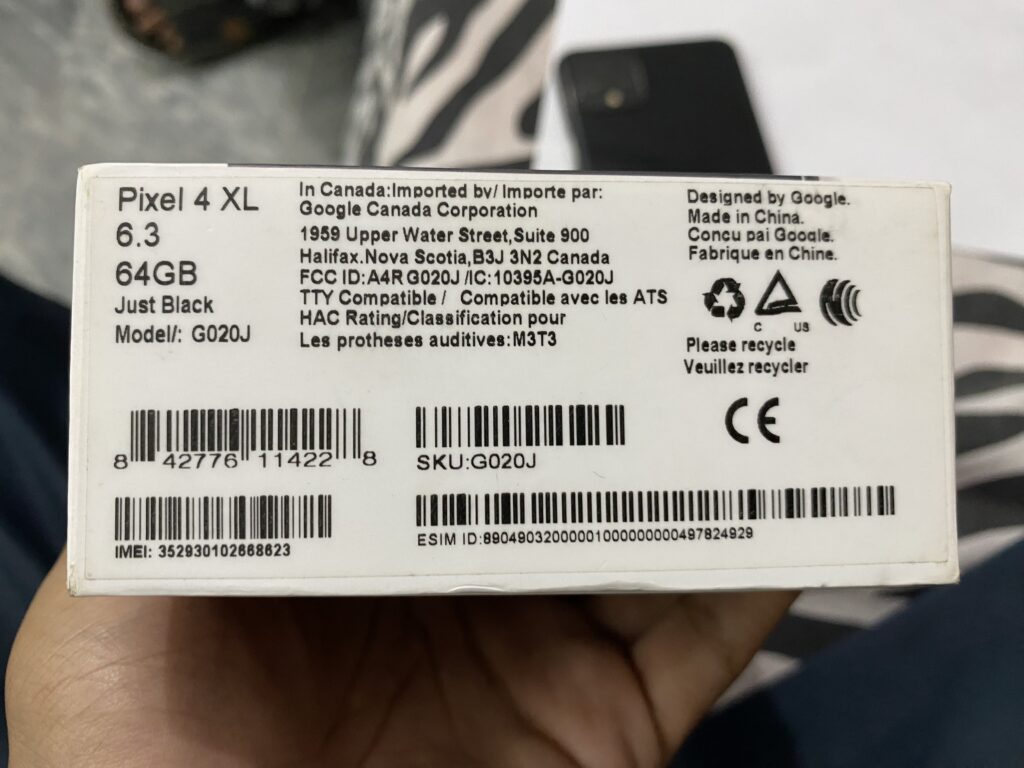 Pixel 4 XL
6.3
64GB
Just Black
Model/: G020J
In Canada:Imported by/ Importe par:
Google Canada Corporation
1959 Upper Water Street,Suite 900
Halifax.Nova Scotia,B3J 3N2 Canada
FCC ID:A4R G020J /IC:10395A-G020J
TTY Compatible / Compatible avec les ATS
HAC Rating/Classification pour
Les protheses auditives:M3T3
Designed by Google.
Made in China.
Concu pai Google.
Fabrique en Chine.
C US
Please recycle
Veuillez recycler
CE
8 42776 11422 8
SKU:G020J
IMEI: 352930102668623
ESIM ID:89049032000001000000000497824929